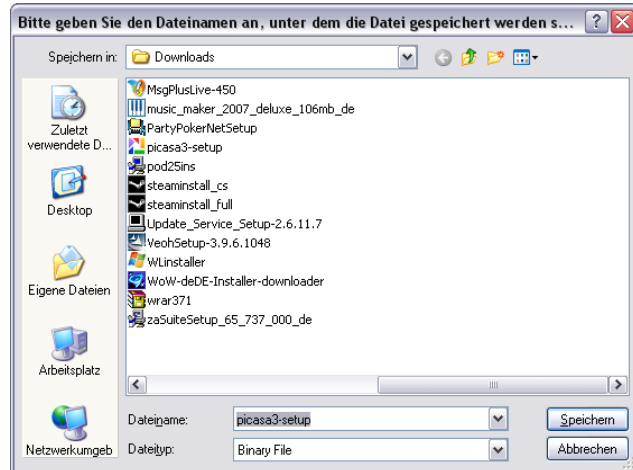 Bitte geben Sie den Dateinamen an, unter dem die Datei gespeichert werden s...
Speichern in:
Downloads
Zuletzt
verwendete D...
Desktop
Eigene Dateien
Arbeitsplatz
Netzwerkumgeb
MsgPlusLive-450
music_maker_2007_deluxe_106mb_de
PartyPokerNetSetup
picasa3-setup
pod25ins
steaminstall_cs
steaminstall_full
Update_Service_Setup-2.6.11.7
VeohSetup-3.9.6.1048
WLinstaller
WoW-deDE-Installer-downloader
wrar371
zaSuiteSetup_65_737_000_de
Dateiname:
picasa3-setup
Speichern
Dateityp:
Binary File
Abbrechen